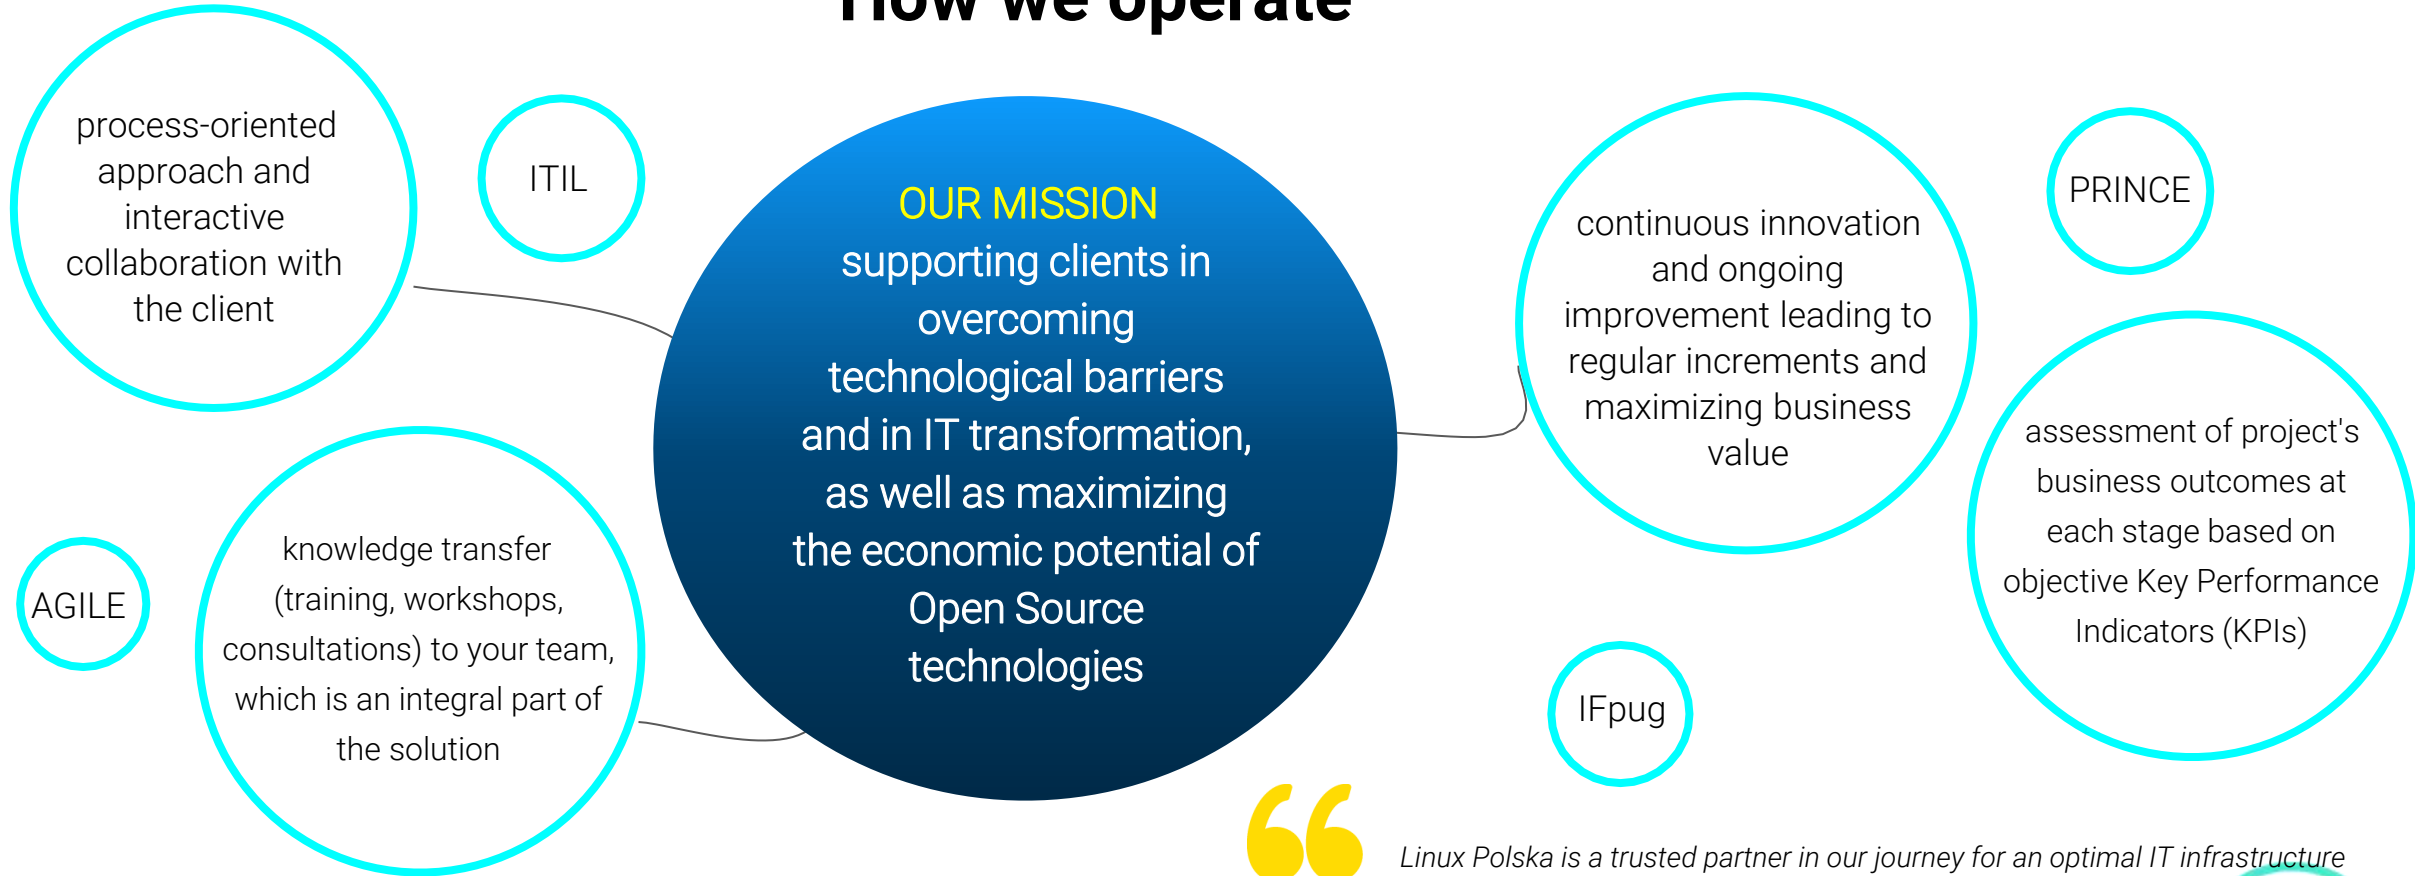 How we operate
process-oriented
approach and
interactive
collaboration with
the client
ITIL
OUR MISSION
supporting clients in
overcoming
technological barriers
and in IT transformation,
as well as maximizing
the economic potential of
Open Source
technologies
continuous innovation
and ongoing
improvement leading to
regular increments and
maximizing business
value
PRINCE
assessment of project's
business outcomes at
each stage based on
objective Key Performance
Indicators (KPIs)
AGILE
knowledge transfer
(training, workshops,
consultations) to your team,
which is an integral part of
the solution
IFpug
Linux Polska is a trusted partner in our journey for an optimal IT infrastructure